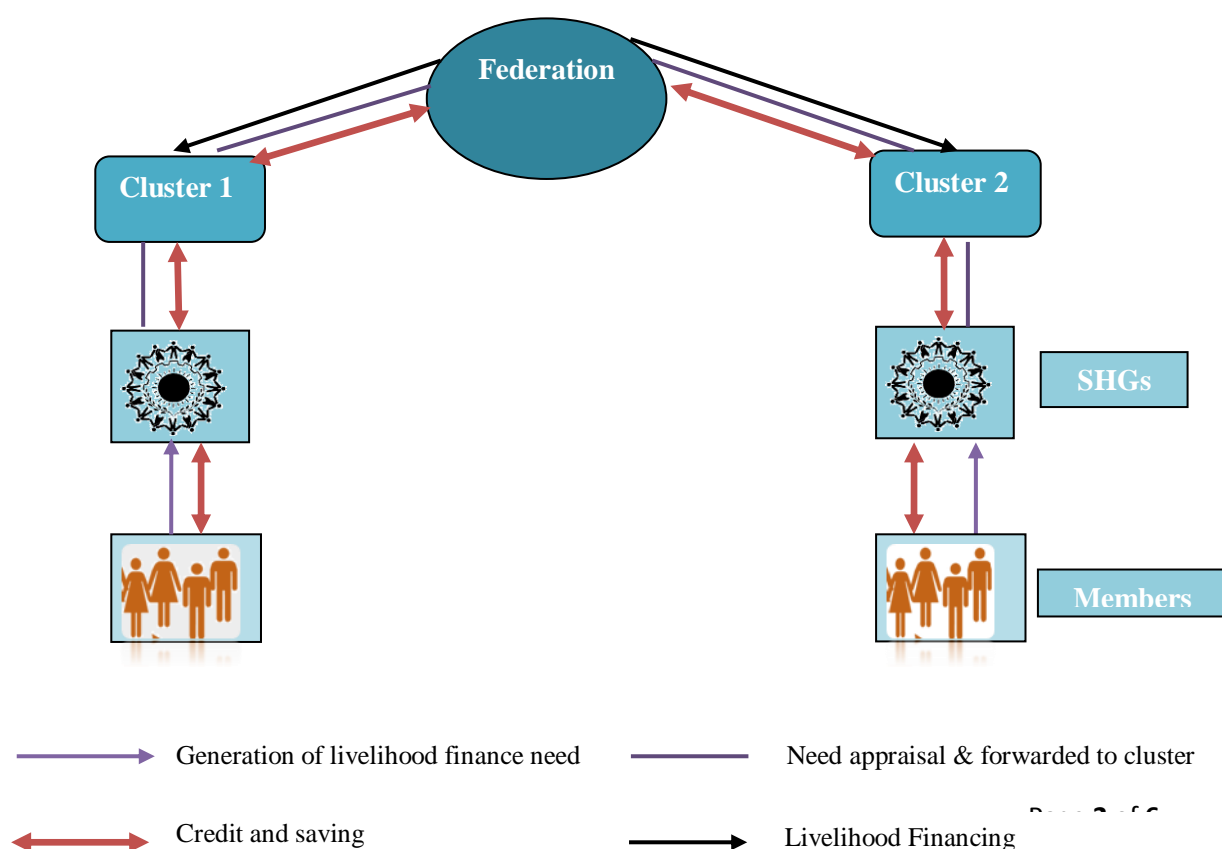 Federation
Cluster 1
Cluster 2
SHGs
Members
Generation of livelihood finance need
Need appraisal & forwarded to cluster
Credit and saving
Livelihood Financing